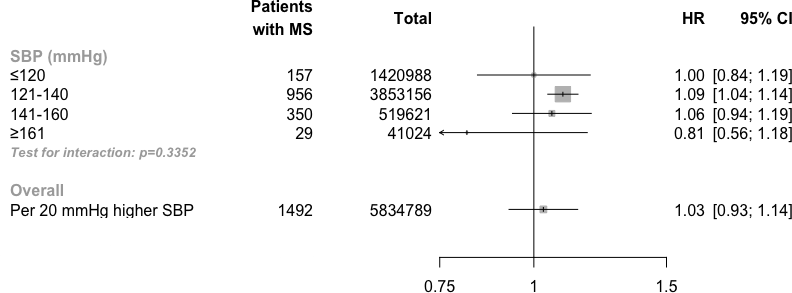 Patients with MS Total HR 95% CI
SBP (mmHg)
≤120 157 1420988 1.00 [0.84; 1.19]
121-140 956 3853156 1.09 [1.04; 1.14]
141-160 350 519621 1.06 [0.94; 1.19]
≥161 29 41024 0.81 [0.56; 1.18]
Test for interaction: p=0.3352
Overall
Per 20 mmHg higher SBP 1492 5834789 1.03 [0.93; 1.14]
0.75 1 1.5